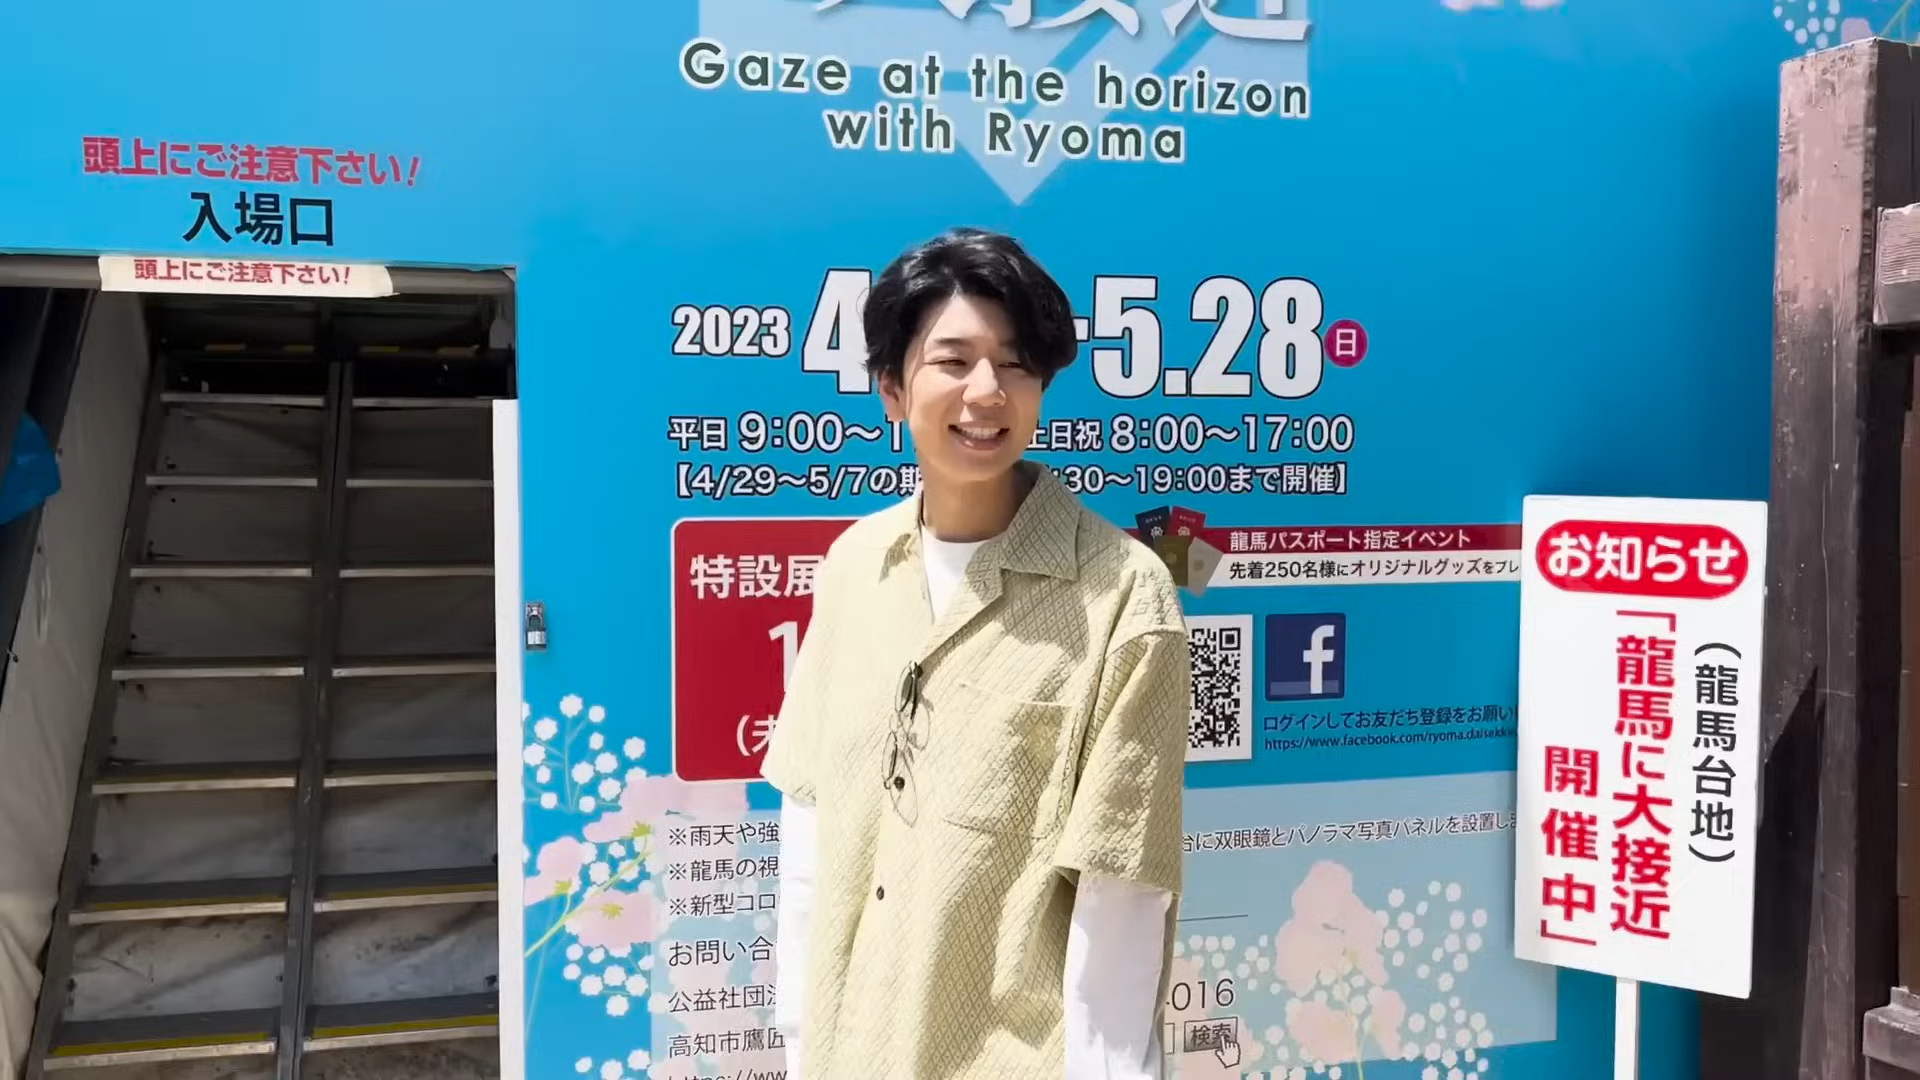 大接近
Gaze at the horizon
with Ryoma
頭上にご注意下さい!
入場口
頭上にご注意下さい!
2023 4
5.28 日
平日 9:00～1
土日祝 8:00～17:00
【4/29～5/7の期
:30～19:00まで開催】
特設展
1
龍馬パスポート指定イベント
先着250名様にオリジナルグッズをプレ
f
ログインしてお友だち登録をお願い
https://www.facebook.com/ryoma.daisekkin
※雨天や強
台に双眼鏡とパノラマ写真パネルを設置し
※龍馬の視
※新型コロ
お問い合
公益社団法
016
高知市鷹匠
検索
https://ww
お知らせ
(龍馬台地)
「龍馬に大接近
開催中」